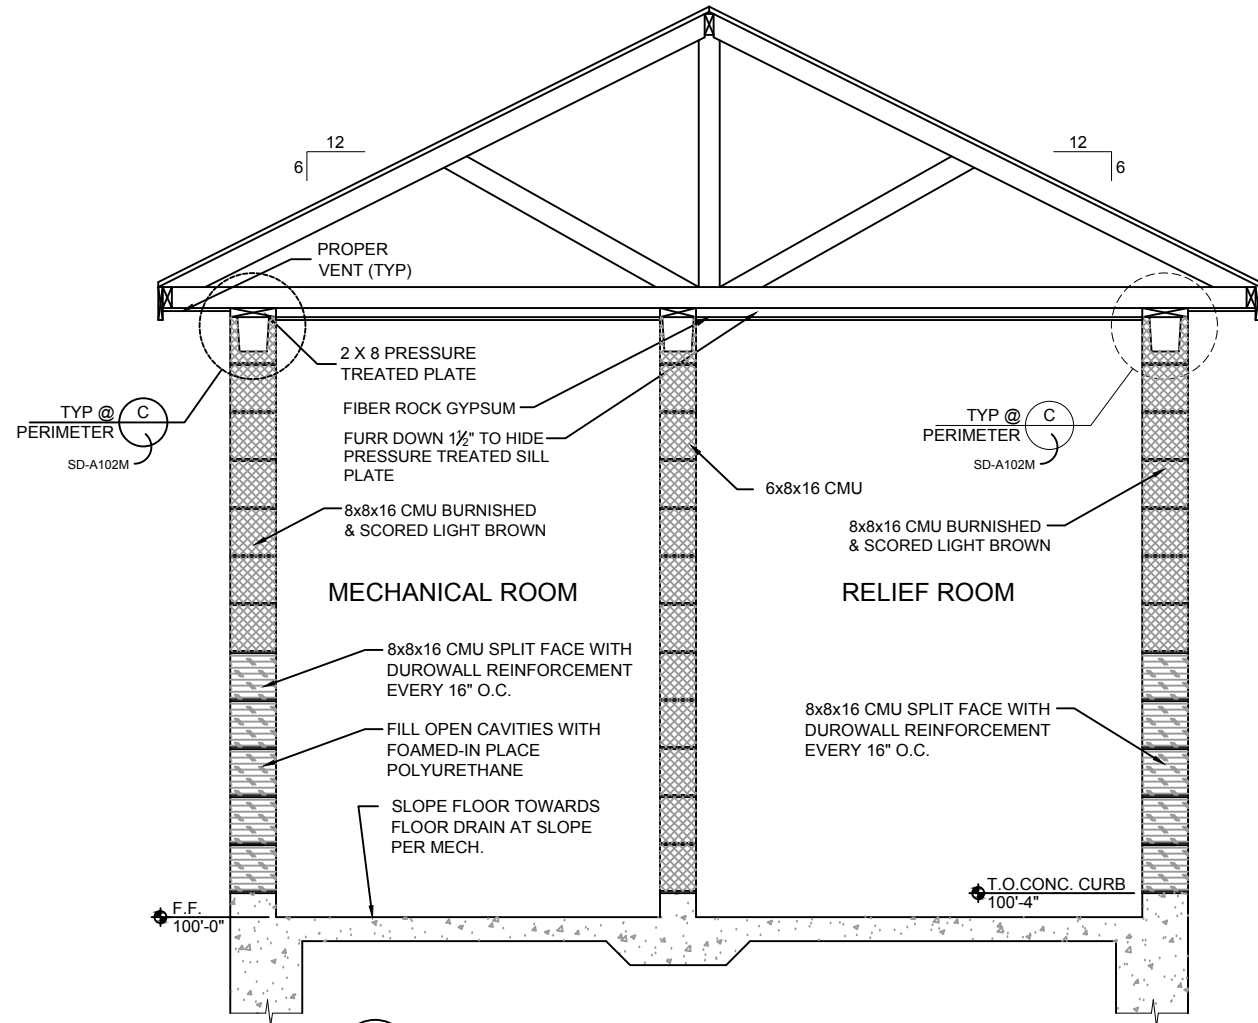 12
6
12
6
PROPER
VENT (TYP)
2 X 8 PRESSURE
TREATED PLATE
FIBER ROCK GYPSUM
FURR DOWN 1½" TO HIDE
PRESSURE TREATED SILL
PLATE
TYP @
PERIMETER
C
SD-A102M
TYP @
PERIMETER
C
SD-A102M
6x8x16 CMU
8x8x16 CMU BURNISHED
& SCORED LIGHT BROWN
8x8x16 CMU BURNISHED
& SCORED LIGHT BROWN
MECHANICAL ROOM
RELIEF ROOM
8x8x16 CMU SPLIT FACE WITH
DUROWALL REINFORCEMENT
EVERY 16" O.C.
FILL OPEN CAVITIES WITH
FOAMED-IN PLACE
POLYURETHANE
8x8x16 CMU SPLIT FACE WITH
DUROWALL REINFORCEMENT
EVERY 16" O.C.
SLOPE FLOOR TOWARDS
FLOOR DRAIN AT SLOPE
PER MECH.
T.O.CONC. CURB
100'-4"
F.F.
100'-0"